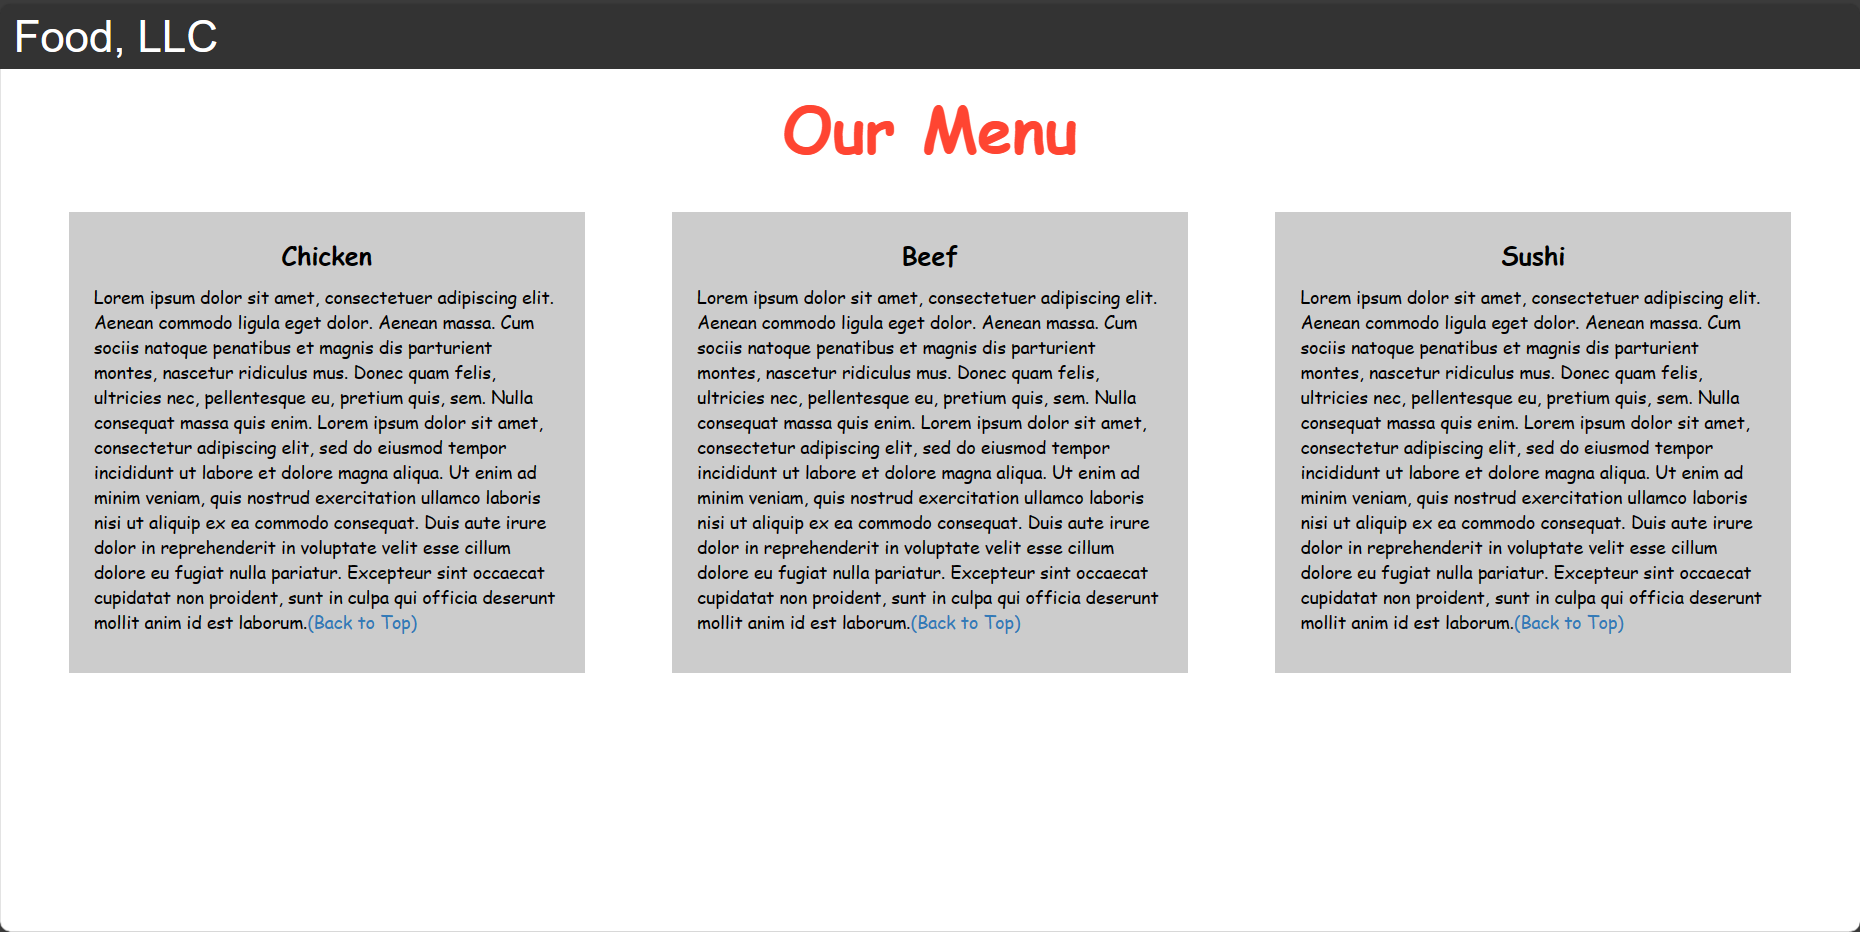 Food, LLC
Our Menu
Chicken
Lorem ipsum dolor sit amet, consectetuer adipiscing elit.
Aenean commodo ligula eget dolor. Aenean massa. Cum
sociis natoque penatibus et magnis dis parturient
montes, nascetur ridiculus mus. Donec quam felis,
ultricies nec, pellentesque eu, pretium quis, sem. Nulla
consequat massa quis enim. Lorem ipsum dolor sit amet,
consectetur adipiscing elit, sed do eiusmod tempor
incididunt ut labore et dolore magna aliqua. Ut enim ad
minim veniam, quis nostrud exercitation ullamco laboris
nisi ut aliquip ex ea commodo consequat. Duis aute irure
dolor in reprehenderit in voluptate velit esse cillum
dolore eu fugiat nulla pariatur. Excepteur sint occaecat
cupidatat non proident, sunt in culpa qui officia deserunt
mollit anim id est laborum.(Back to Top)
Beef
Lorem ipsum dolor sit amet, consectetuer adipiscing elit.
Aenean commodo ligula eget dolor. Aenean massa. Cum
sociis natoque penatibus et magnis dis parturient
montes, nascetur ridiculus mus. Donec quam felis,
ultricies nec, pellentesque eu, pretium quis, sem. Nulla
consequat massa quis enim. Lorem ipsum dolor sit amet,
consectetur adipiscing elit, sed do eiusmod tempor
incididunt ut labore et dolore magna aliqua. Ut enim ad
minim veniam, quis nostrud exercitation ullamco laboris
nisi ut aliquip ex ea commodo consequat. Duis aute irure
dolor in reprehenderit in voluptate velit esse cillum
dolore eu fugiat nulla pariatur. Excepteur sint occaecat
cupidatat non proident, sunt in culpa qui officia deserunt
mollit anim id est laborum.(Back to Top)
Sushi
Lorem ipsum dolor sit amet, consectetuer adipiscing elit.
Aenean commodo ligula eget dolor. Aenean massa. Cum
sociis natoque penatibus et magnis dis parturient
montes, nascetur ridiculus mus. Donec quam felis,
ultricies nec, pellentesque eu, pretium quis, sem. Nulla
consequat massa quis enim. Lorem ipsum dolor sit amet,
consectetur adipiscing elit, sed do eiusmod tempor
incididunt ut labore et dolore magna aliqua. Ut enim ad
minim veniam, quis nostrud exercitation ullamco laboris
nisi ut aliquip ex ea commodo consequat. Duis aute irure
dolor in reprehenderit in voluptate velit esse cillum
dolore eu fugiat nulla pariatur. Excepteur sint occaecat
cupidatat non proident, sunt in culpa qui officia deserunt
mollit anim id est laborum.(Back to Top)